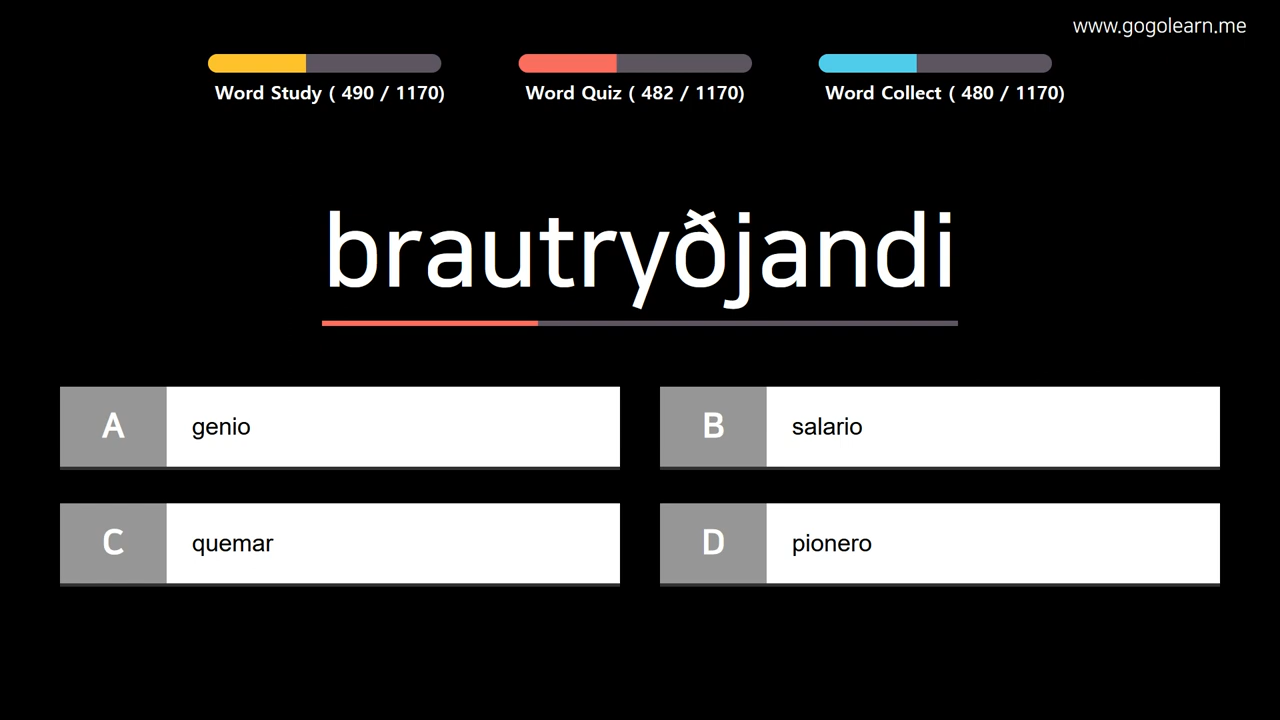 www.gogolearn.me
Word Study ( 490 / 1170)
Word Quiz ( 482 / 1170)
Word Collect ( 480 / 1170)
brautryðjandi
A genio
B salario
C quemar
D pionero